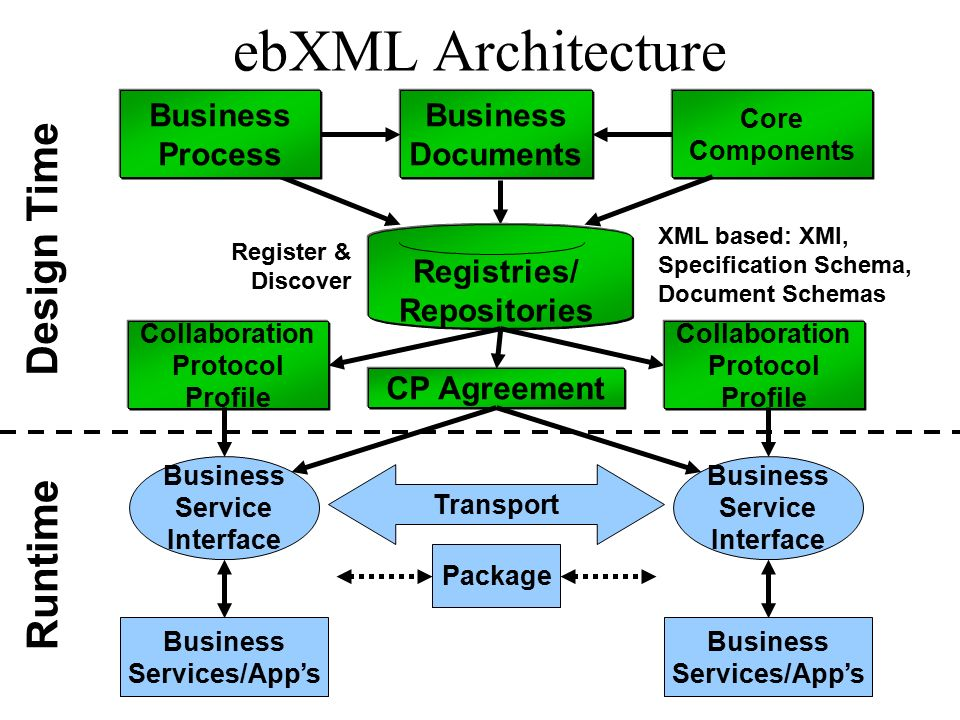 ebXML Architecture
Design Time
Business
Process
Business
Documents
Core
Components
Register &
Discover
Registries/
Repositories
XML based: XMI,
Specification Schema,
Document Schemas
Collaboration
Protocol
Profile
CP Agreement
Collaboration
Protocol
Profile
Runtime
Business
Service
Interface
Transport
Business
Service
Interface
Package
Business
Services/App’s
Business
Services/App’s